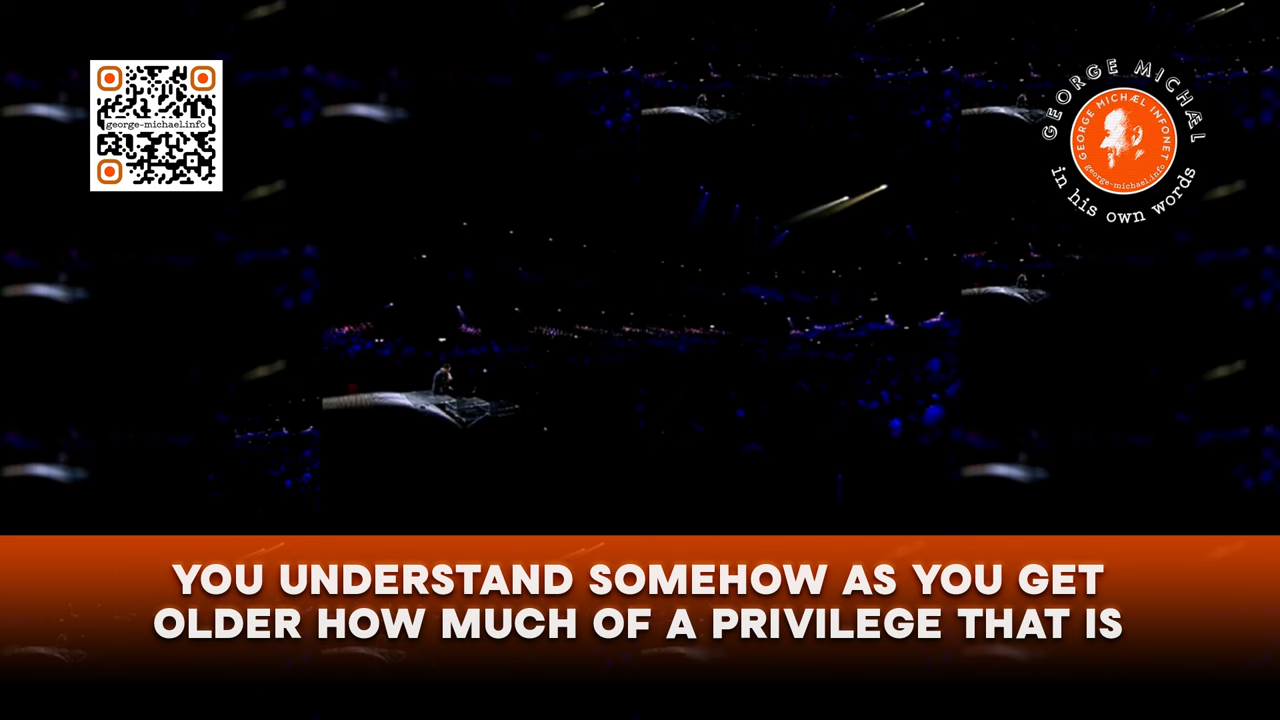 george-michael.info
GEORGE MICHÆL
GEORGE MICHÆL INFONET
george-michael.info
in his own words
YOU UNDERSTAND SOMEHOW AS YOU GET
OLDER HOW MUCH OF A PRIVILEGE THAT IS